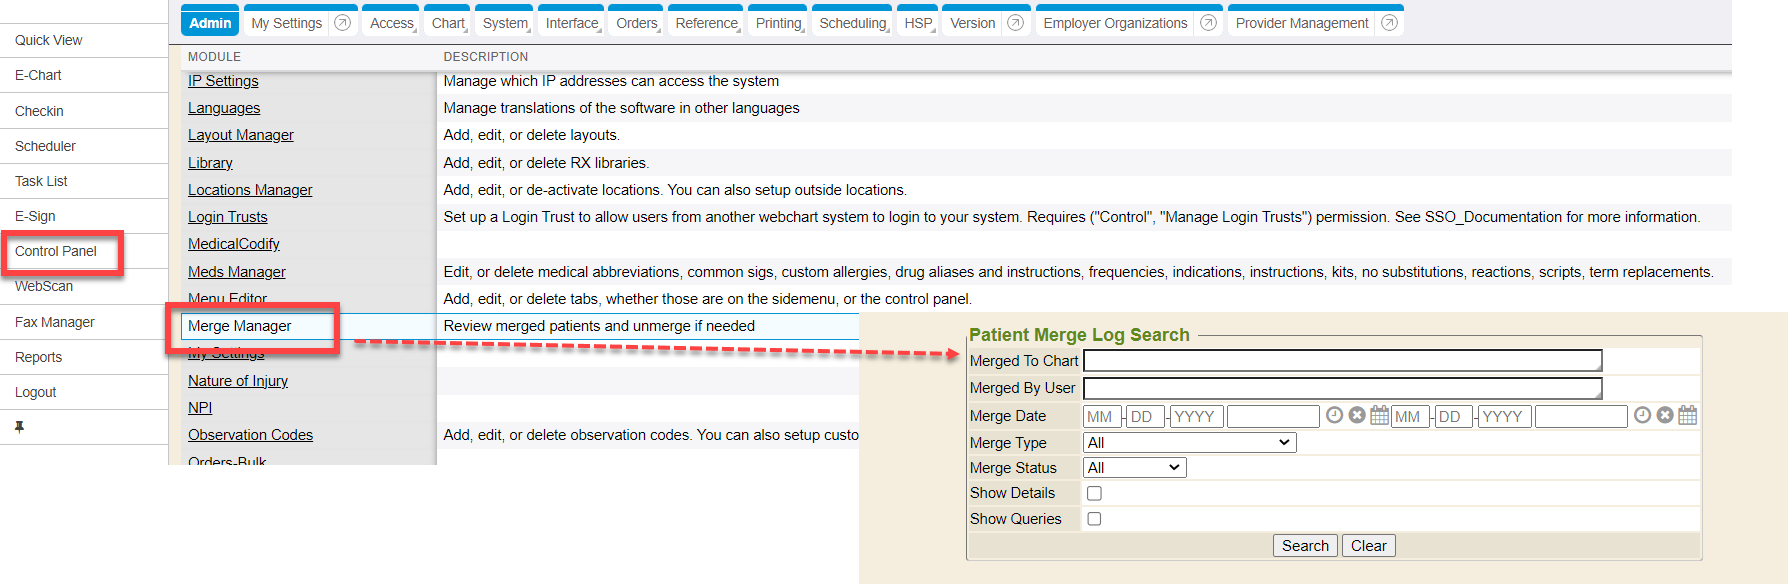 Quick View
E-Chart
Checkin
Scheduler
Task List
E-Sign
Control Panel
WebScan
Fax Manager
Reports
Logout
Admin My Settings Access Chart System Interface Orders Reference Printing Scheduling HSP Version Employer Organizations Provider Management
MODULE DESCRIPTION
IP Settings Manage which IP addresses can access the system
Languages Manage translations of the software in other languages
Layout Manager Add, edit, or delete layouts.
Library Add, edit, or delete RX libraries.
Locations Manager Add, edit, or de-activate locations. You can also setup outside locations.
Login Trusts Set up a Login Trust to allow users from another webchart system to login to your system. Requires ("Control", "Manage Login Trusts") permission. See SSO_Documentation for more information.
MedicalCodify
Meds Manager Edit, or delete medical abbreviations, common sigs, custom allergies, drug aliases and instructions, frequencies, indications, instructions, kits, no substitutions, reactions, scripts, term replacements.
Menu Editor Add, edit, or delete tabs, whether those are on the sidemenu, or the control panel.
Merge Manager Review merged patients and unmerge if needed
My Settings
Nature of Injury
NPI
Observation Codes Add, edit, or delete observation codes. You can also setup custo
Orders-Bulk
Patient Merge Log Search
Merged To Chart
Merged By User
Merge Date MM - DD - YYYY MM - DD - YYYY
Merge Type All
Merge Status All
Show Details
Show Queries
Search Clear